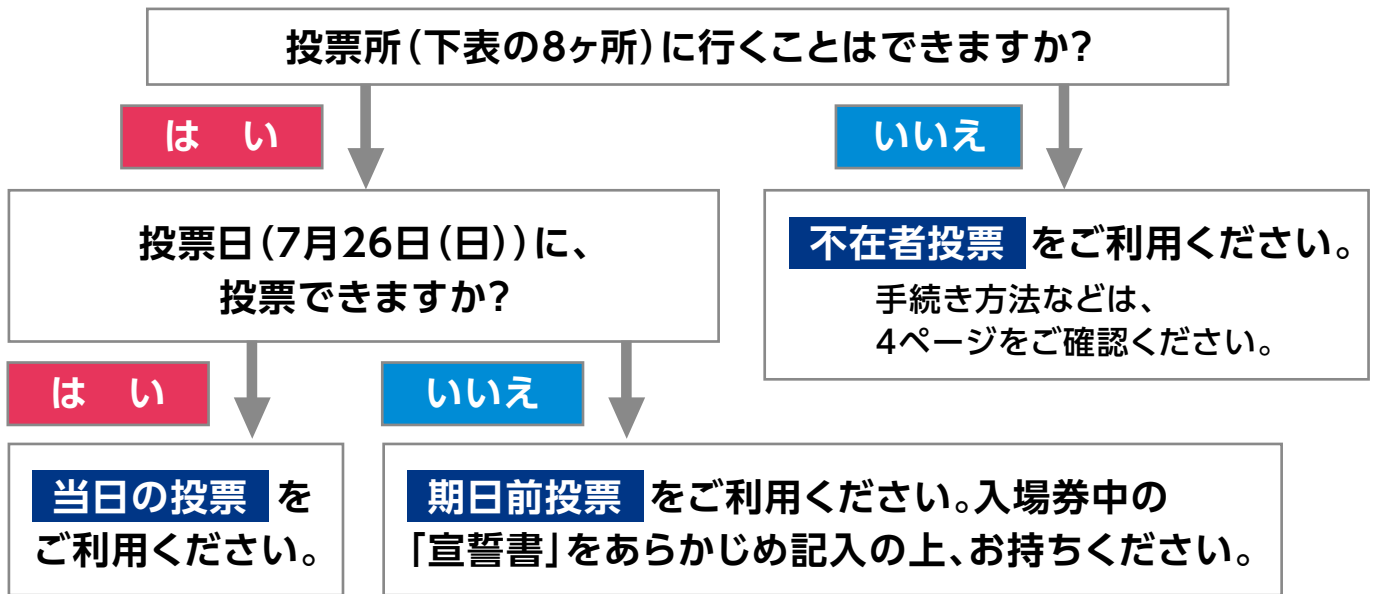 投票所(下表の8ヶ所)に行くことはできますか?
は　い
いいえ
投票日(7月26日(日))に、
投票できますか?
不在者投票 をご利用ください。
手続き方法などは、
4ページをご確認ください。
は　い
いいえ
当日の投票 を
ご利用ください。
期日前投票 をご利用ください。入場券中の
「宣誓書」をあらかじめ記入の上、お持ちください。